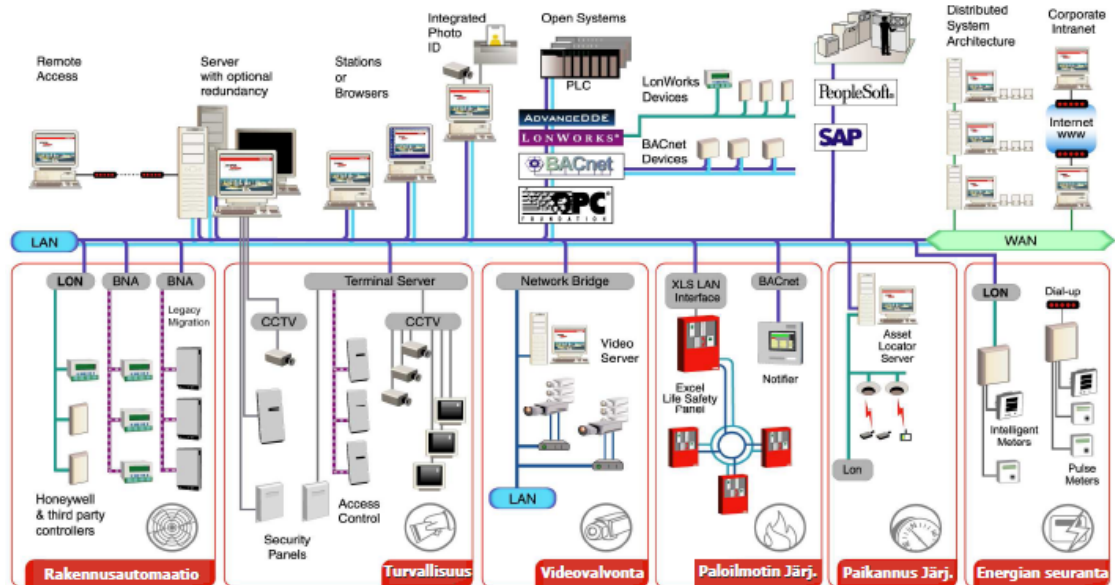 Remote
Access
Server
with optional
redundancy
Stations
or
Browsers
Integrated
Photo
ID
Open Systems
PLC
ADVANCEDDE
LONWORKS®
BACnet
OPC
FOUNDATION
LonWorks
Devices
BACnet
Devices
PeopleSoft®
SAP
Distributed
System
Architecture
Corporate
Intranet
Internet
www
LAN
WAN
LON
BNA
BNA
Legacy
Migration
Honeywell
& third party
controllers
Rakennusautomaatio
Terminal Server
CCTV
CCTV
Access
Control
Security
Panels
Turvallisuus
Network Bridge
Video
Server
LAN
Videovalvonta
XLS LAN
Interface
BACnet
Excel
Life Safety
Panel
Notifier
Paloilmotin Järj.
Asset
Locator
Server
Lon
Paikannus Järj.
LON
Dial-up
Intelligent
Meters
Pulse
Meters
Energian seuranta